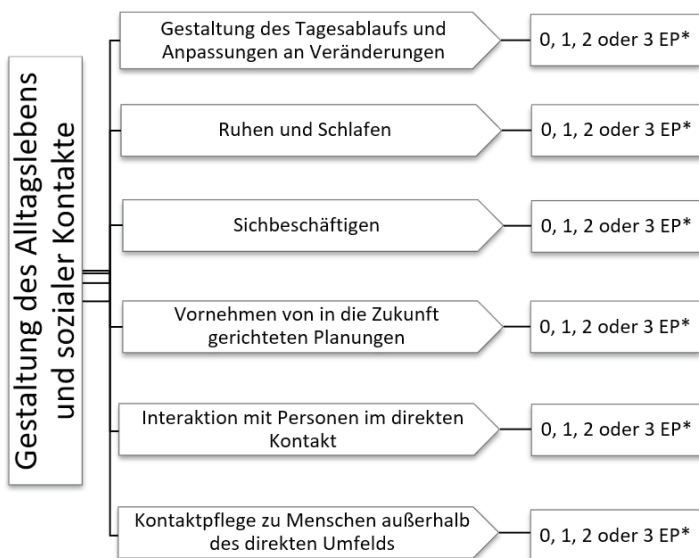 Gestaltung des Alltagslebens
und sozialer Kontakte
Gestaltung des Tagesablaufs und
Anpassungen an Veränderungen
0, 1, 2 oder 3 EP*
Ruhen und Schlafen
0, 1, 2 oder 3 EP*
Sichbeschäftigen
0, 1, 2 oder 3 EP*
Vornehmen von in die Zukunft
gerichteten Planungen
0, 1, 2 oder 3 EP*
Interaktion mit Personen im direkten
Kontakt
0, 1, 2 oder 3 EP*
Kontaktpflege zu Menschen außerhalb
des direkten Umfelds
0, 1, 2 oder 3 EP*